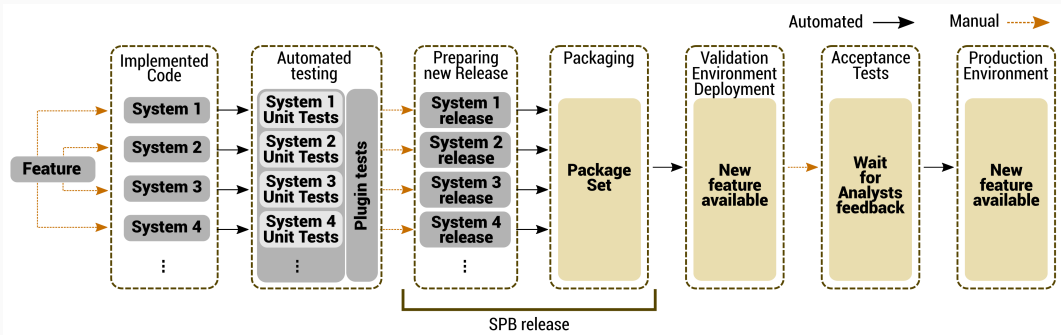 Automated
Manual
Implemented
Code
Automated
testing
Preparing
new Release
Packaging
Validation
Environment
Deployment
Acceptance
Tests
Production
Environment
Feature
System 1
System 2
System 3
System 4
⋮
System 1
Unit Tests
System 2
Unit Tests
System 3
Unit Tests
System 4
Unit Tests
⋮
Plugin tests
System 1
release
System 2
release
System 3
release
System 4
release
⋮
Package
Set
New
feature
available
Wait
for
Analysts
feedback
New
feature
available
SPB release